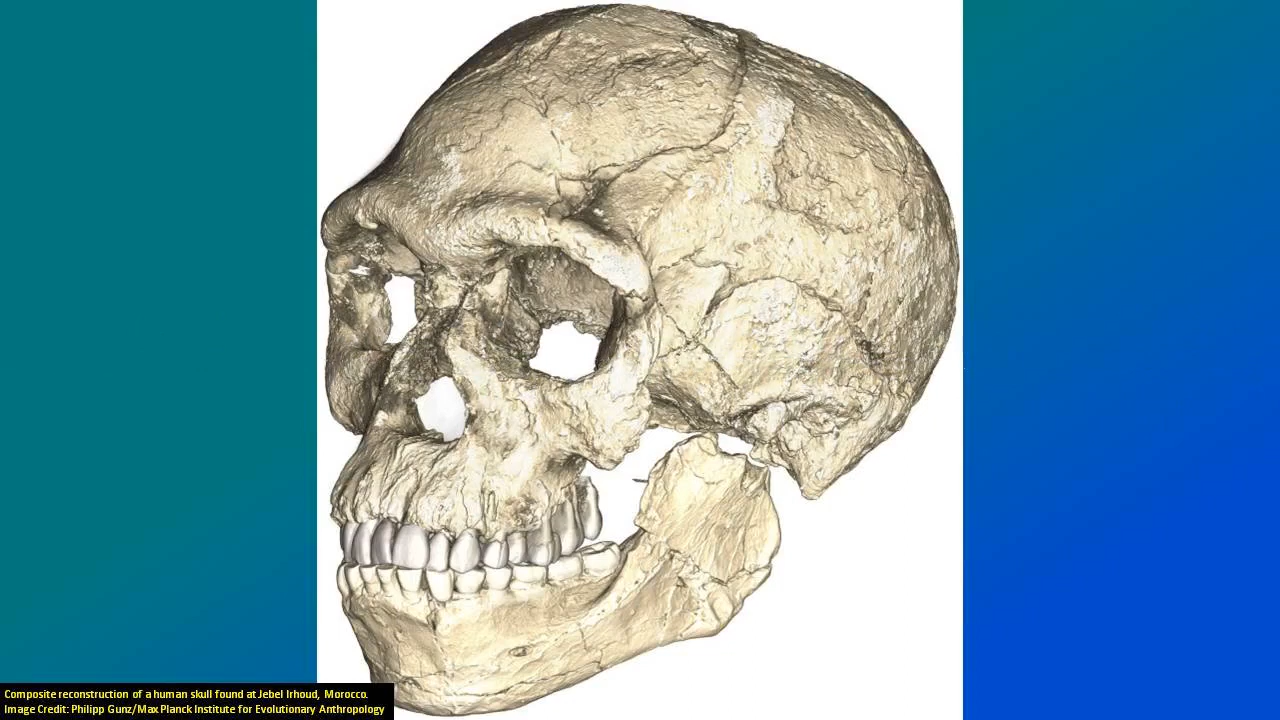 Composite reconstruction of a human skull found at Jebel Irhoud, Morocco.
Image Credit: Philipp Gunz/Max Planck Institute for Evolutionary Anthropology